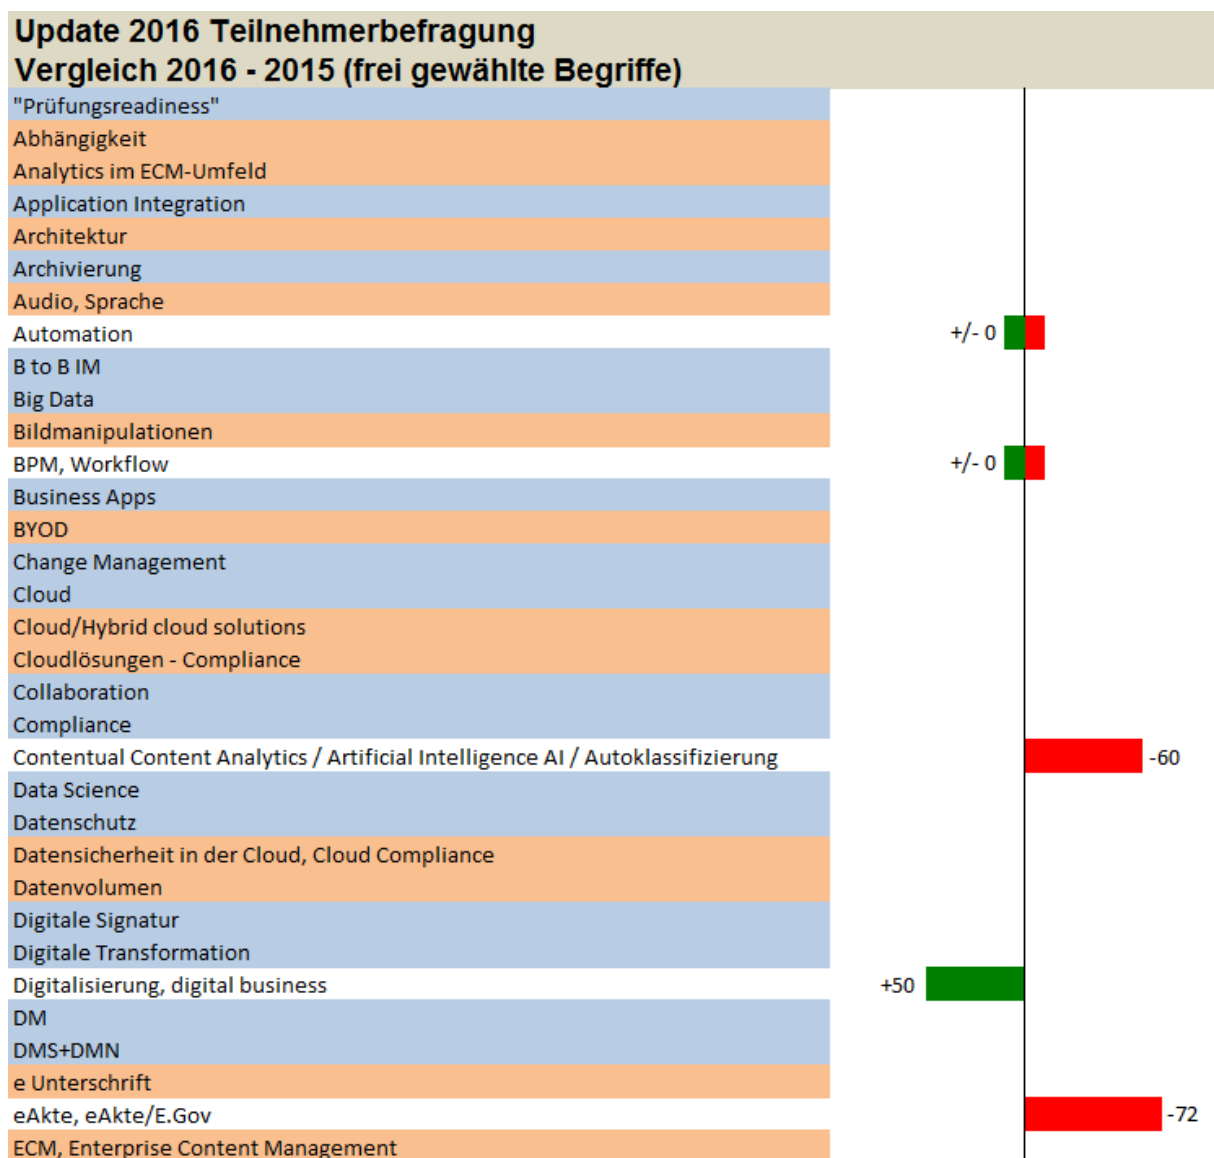 Update 2016 Teilnehmerbefragung
Vergleich 2016 - 2015 (frei gewählte Begriffe)
"Prüfungsreadiness"
Abhängigkeit
Analytics im ECM-Umfeld
Application Integration
Architektur
Archivierung
Audio, Sprache
Automation +/- 0
B to B IM
Big Data
Bildmanipulationen
BPM, Workflow +/- 0
Business Apps
BYOD
Change Management
Cloud
Cloud/Hybrid cloud solutions
Cloudlösungen - Compliance
Collaboration
Compliance
Contentual Content Analytics / Artificial Intelligence AI / Autoklassifizierung -60
Data Science
Datenschutz
Datensicherheit in der Cloud, Cloud Compliance
Datenvolumen
Digitale Signatur
Digitale Transformation
Digitalisierung, digital business +50
DM
DMS+DMN
e Unterschrift
eAkte, eAkte/E.Gov -72
ECM, Enterprise Content Management